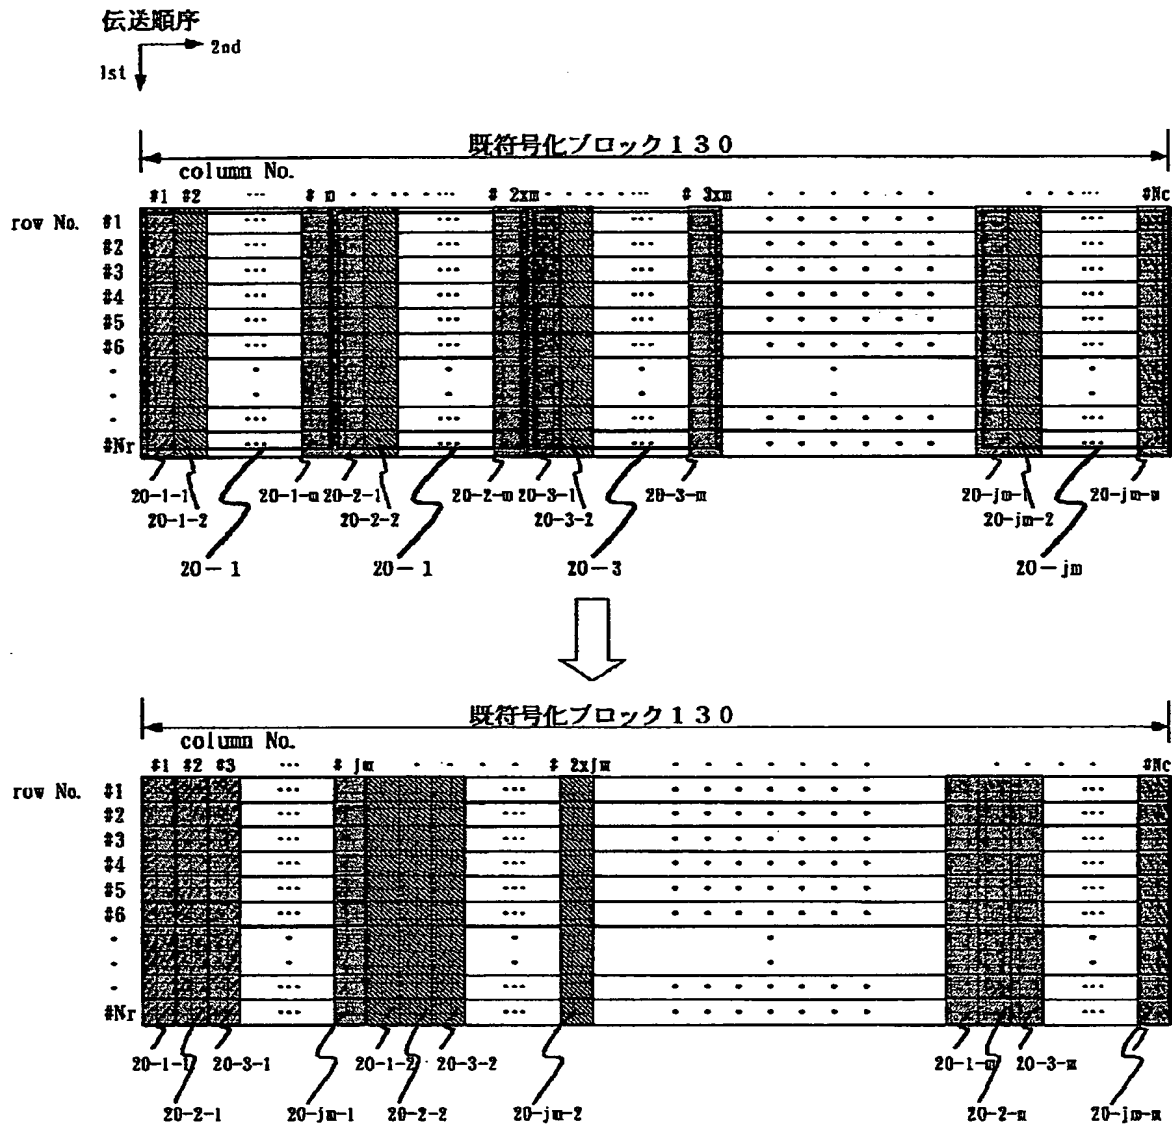 伝送順序
2nd
1st
既符号化ブロック130
column No.
#1 #2 ... # m ... # 2xm ... # 3xm ... #Nc
row No. #1
#2
#3
#4
#5
#6
#Nr
20-1-1 20-1-m 20-2-1 20-2-m 20-3-1 20-3-m 20-jm-1 20-jm-m
20-1-2 20-2-2 20-3-2 20-jm-2
20-1 20-1 20-3 20-jm
既符号化ブロック130
column No.
#1 #2 #3 ... # jm ... # 2xjm ... #Nc
row No. #1
#2
#3
#4
#5
#6
#Nr
20-1-1 20-3-1 20-1-2 20-3-2 20-1-m 20-3-m
20-2-1 20-jm-1 20-2-2 20-jm-2 20-2-m 20-jm-m